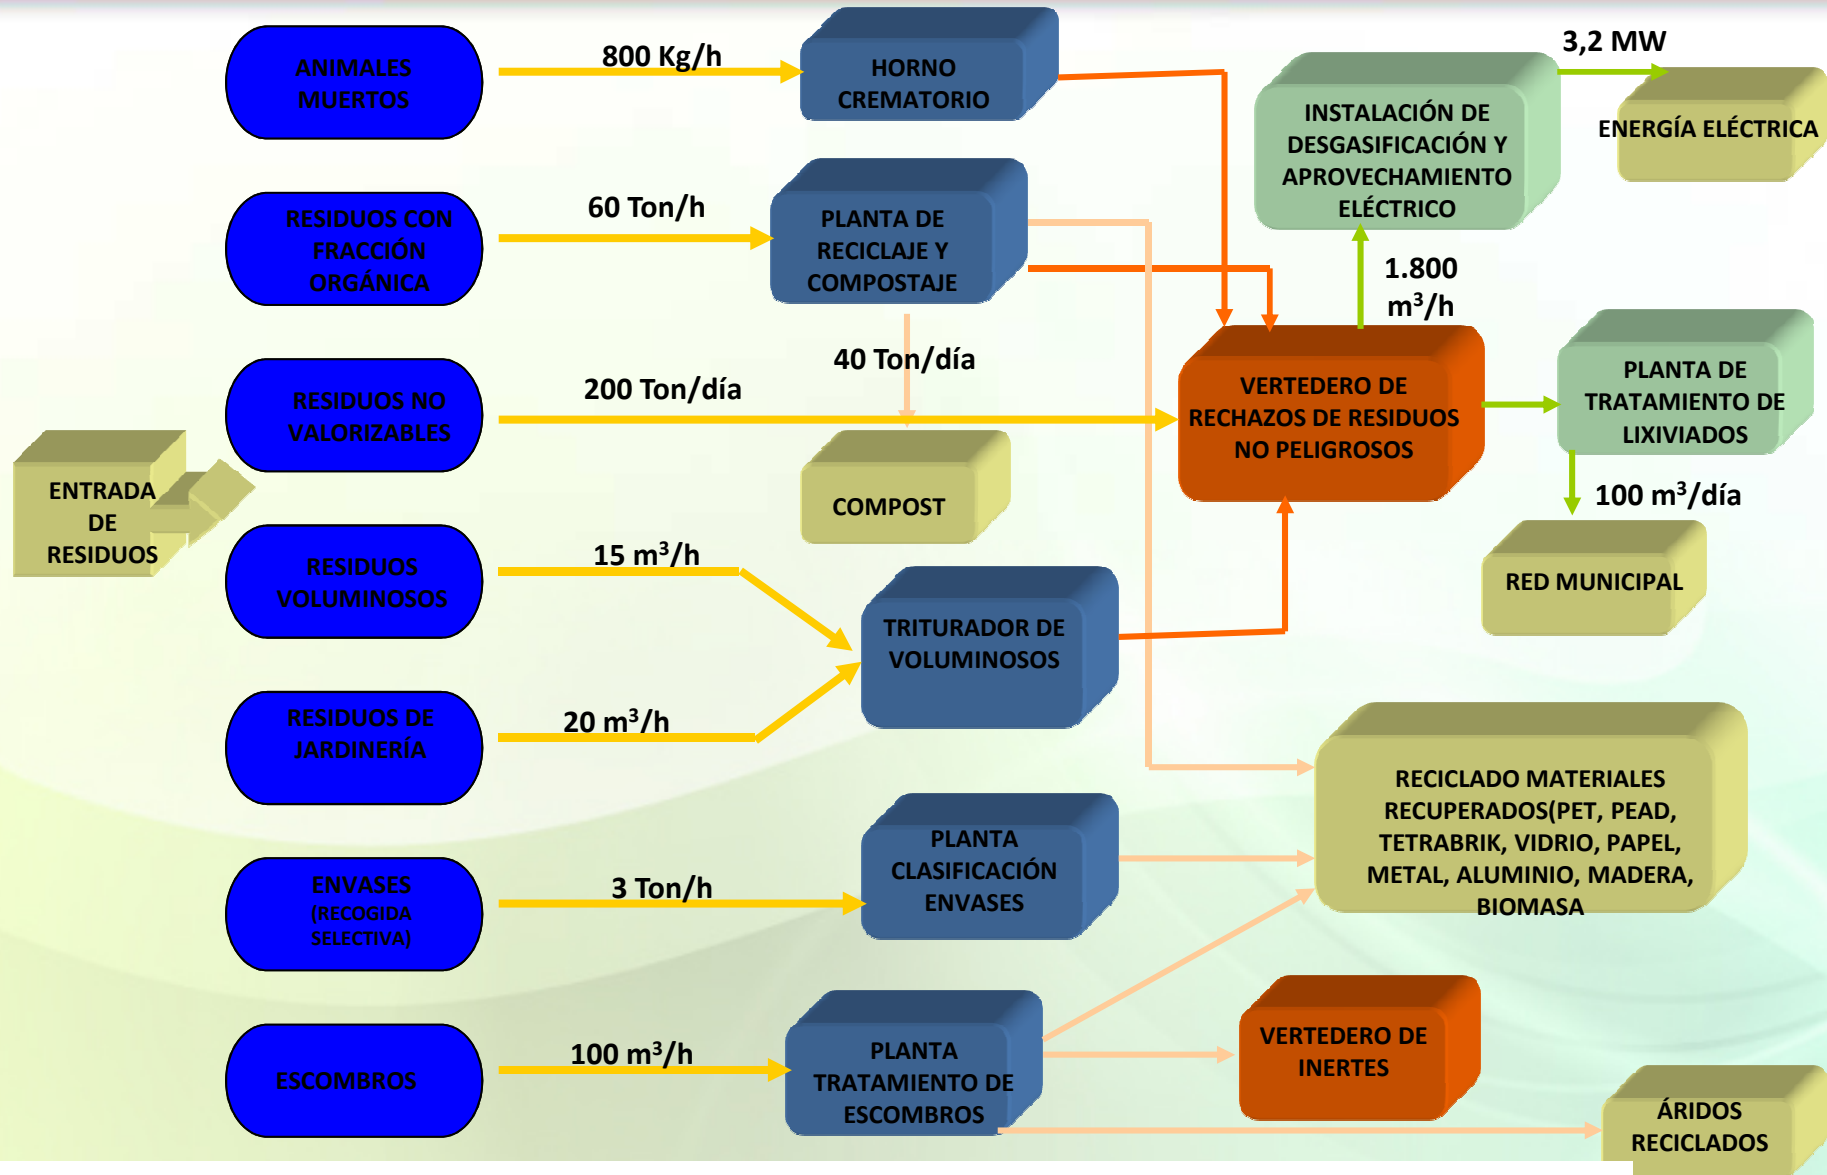 ENTRADA
DE
RESIDUOS
ANIMALES
MUERTOS
800 Kg/h
HORNO
CREMATORIO
RESIDUOS CON
FRACCIÓN
ORGÁNICA
60 Ton/h
PLANTA DE
RECICLAJE Y
COMPOSTAJE
40 Ton/día
COMPOST
RESIDUOS NO
VALORIZABLES
200 Ton/día
VERTEDERO DE
RECHAZOS DE RESIDUOS
NO PELIGROSOS
1.800
m³/h
INSTALACIÓN DE
DESGASIFICACIÓN Y
APROVECHAMIENTO
ELÉCTRICO
3,2 MW
ENERGÍA ELÉCTRICA
PLANTA DE
TRATAMIENTO DE
LIXIVIADOS
100 m³/día
RED MUNICIPAL
RESIDUOS
VOLUMINOSOS
15 m³/h
TRITURADOR DE
VOLUMINOSOS
RESIDUOS DE
JARDINERÍA
20 m³/h
ENVASES
(RECOGIDA
SELECTIVA)
3 Ton/h
PLANTA
CLASIFICACIÓN
ENVASES
RECICLADO MATERIALES
RECUPERADOS(PET, PEAD,
TETRABRIK, VIDRIO, PAPEL,
METAL, ALUMINIO, MADERA,
BIOMASA
ESCOMBROS
100 m³/h
PLANTA
TRATAMIENTO DE
ESCOMBROS
VERTEDERO DE
INERTES
ÁRIDOS
RECICLADOS